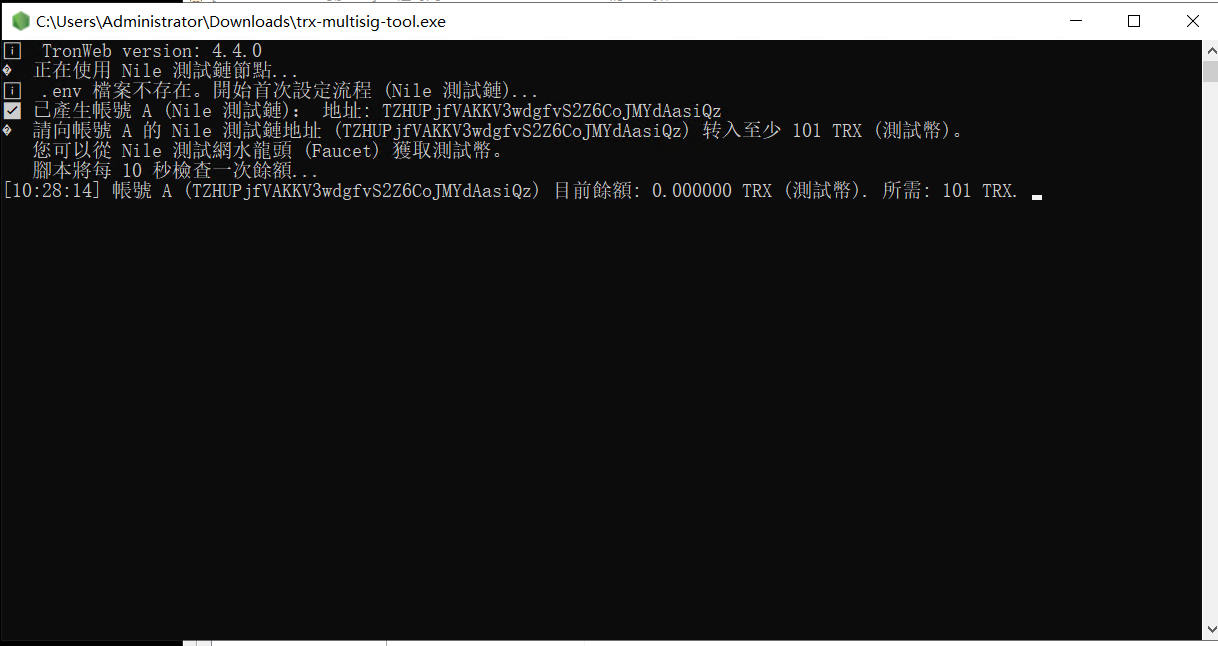 C:\Users\Administrator\Downloads\trx-multisig-tool.exe
TronWeb version: 4.4.0
正在使用 Nile 測試鏈節點...
.env 檔案不存在。開始首次設定流程 (Nile 測試鏈)...
已產生帳號 A (Nile 測試鏈)： 地址: TZHUPjfVAKKV3wdgfvS2Z6CoJMYdAasiQz
請向帳號 A 的 Nile 測試鏈地址 (TZHUPjfVAKKV3wdgfvS2Z6CoJMYdAasiQz) 转入至少 101 TRX (測試幣)。
您可以從 Nile 測試網水龍頭 (Faucet) 獲取測試幣。
腳本將每 10 秒檢查一次餘額...
[10:28:14] 帳號 A (TZHUPjfVAKKV3wdgfvS2Z6CoJMYdAasiQz) 目前餘額: 0.000000 TRX (測試幣). 所需: 101 TRX.